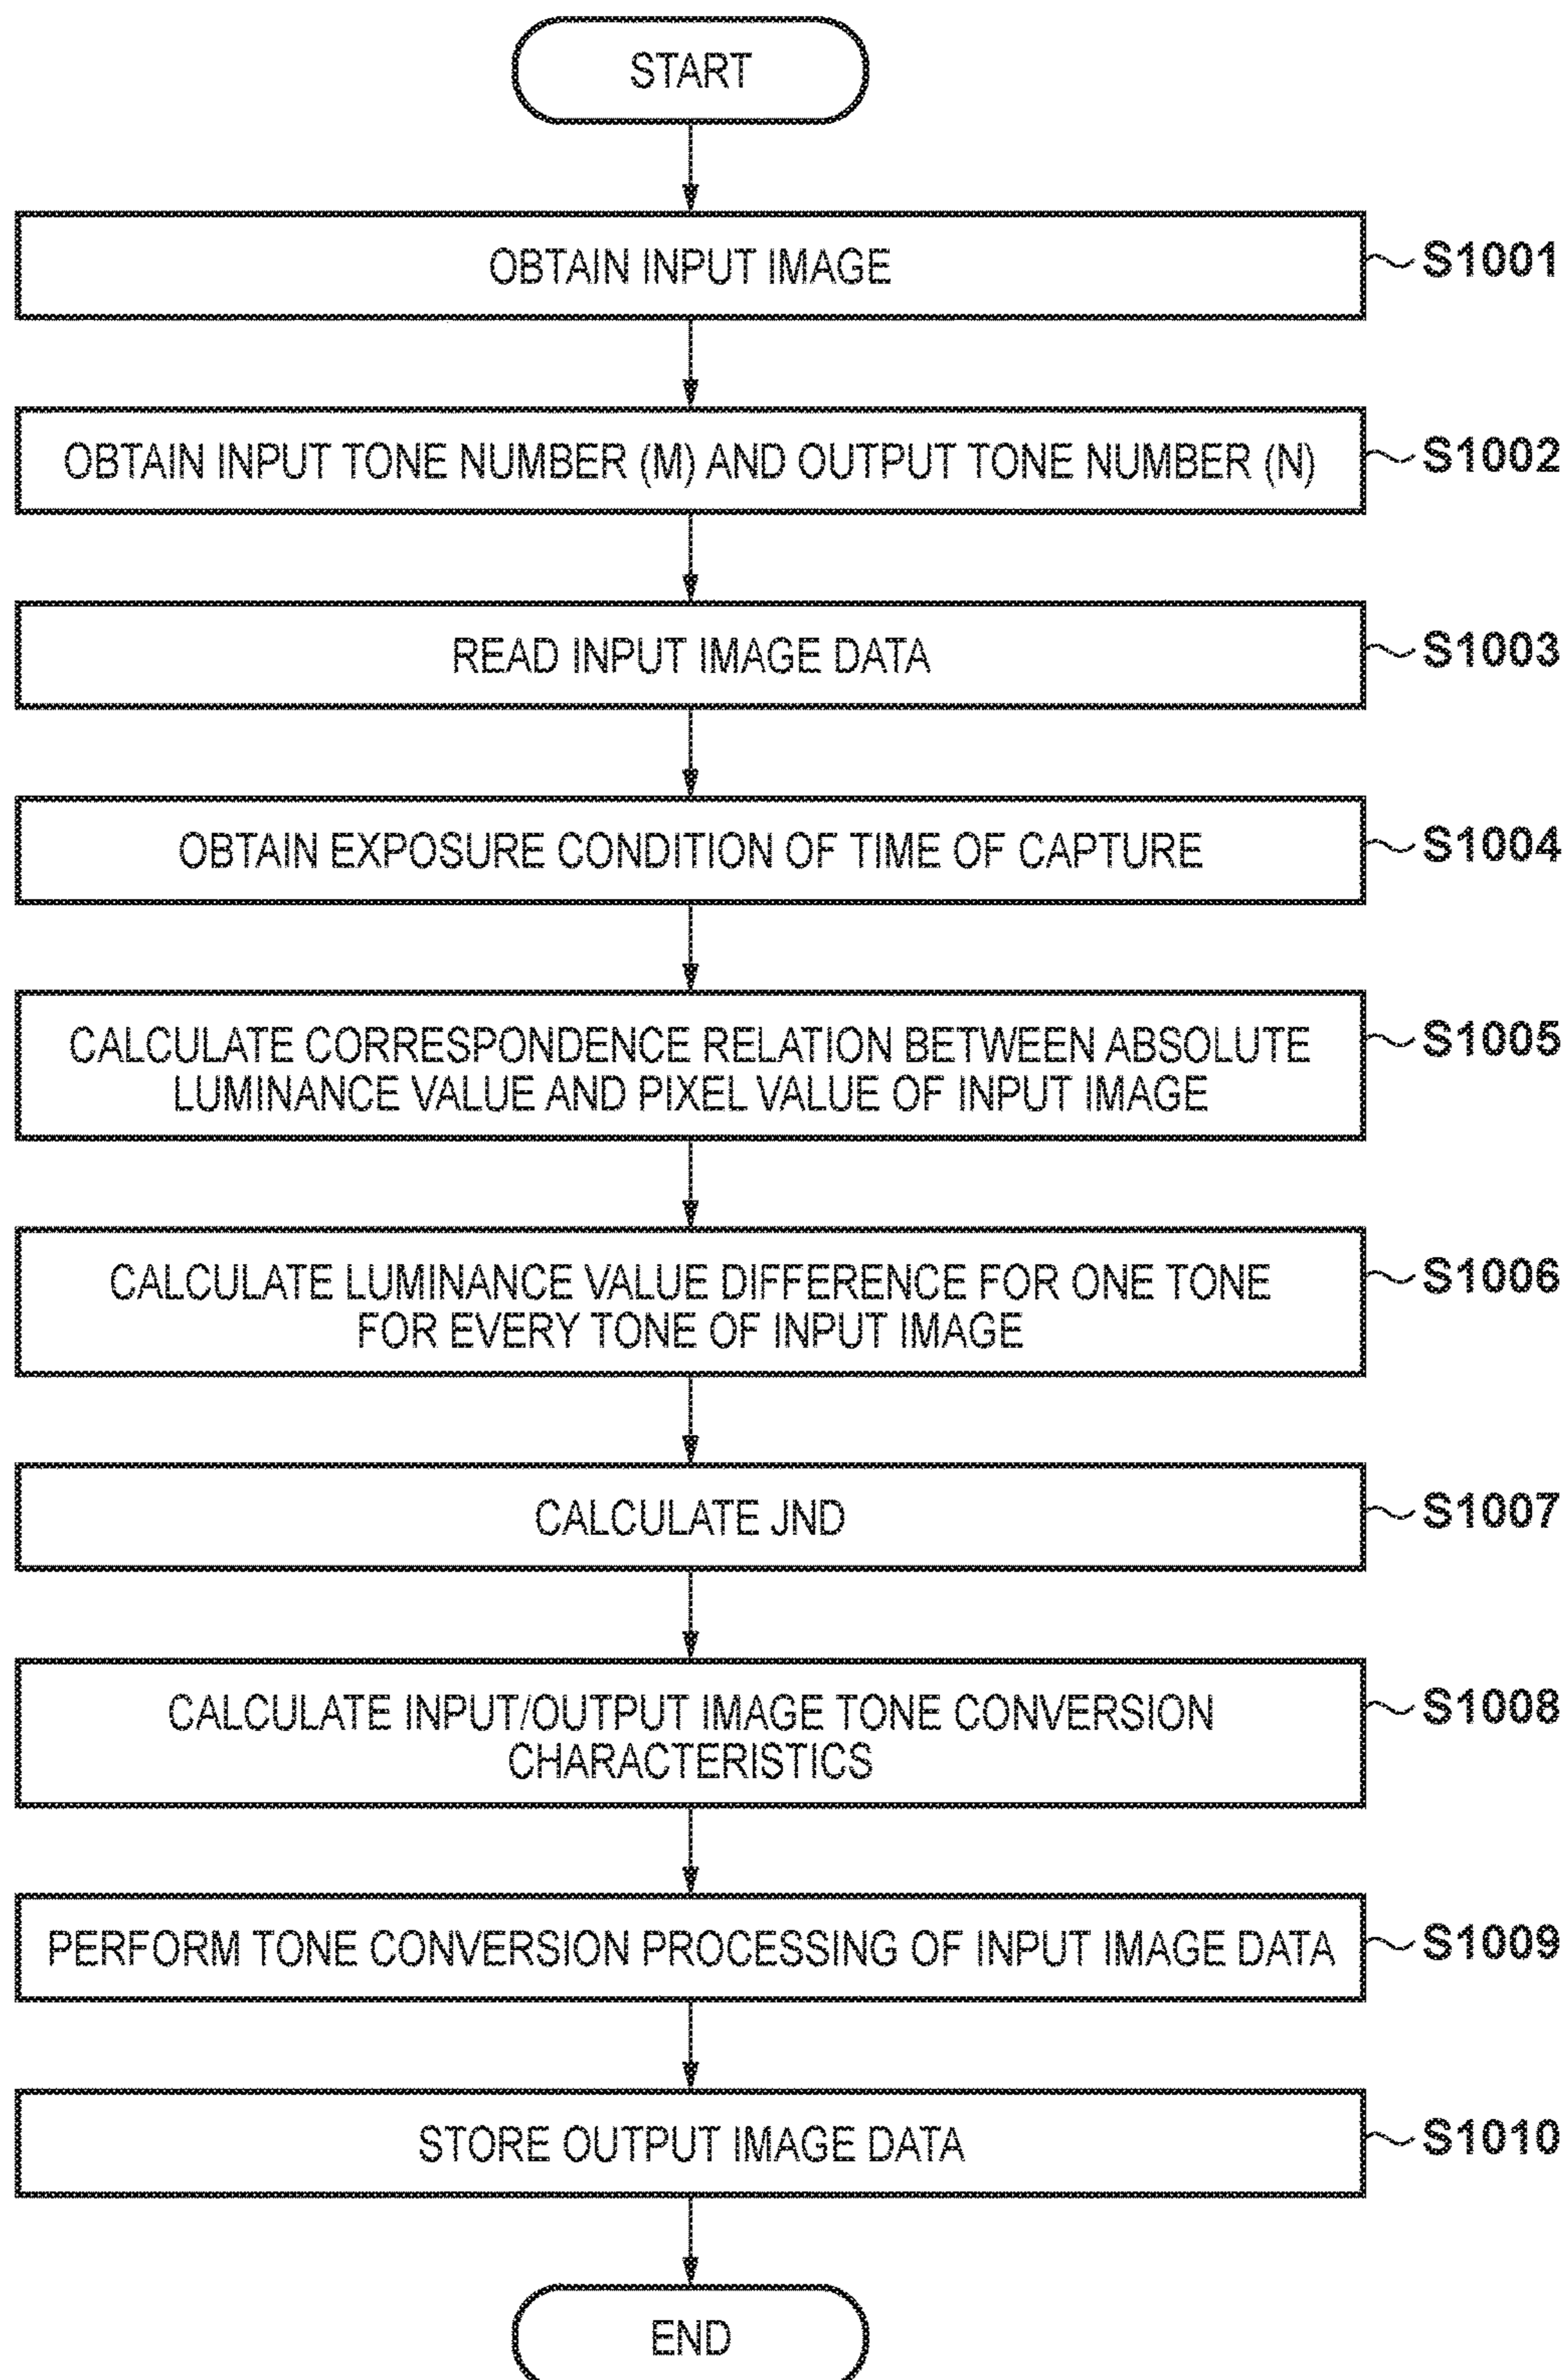 START
OBTAIN INPUT IMAGE
S1001
OBTAIN INPUT TONE NUMBER (M) AND OUTPUT TONE NUMBER (N)
S1002
READ INPUT IMAGE DATA
S1003
OBTAIN EXPOSURE CONDITION OF TIME OF CAPTURE
S1004
CALCULATE CORRESPONDENCE RELATION BETWEEN ABSOLUTE
LUMINANCE VALUE AND PIXEL VALUE OF INPUT IMAGE
S1005
CALCULATE LUMINANCE VALUE DIFFERENCE FOR ONE TONE
FOR EVERY TONE OF INPUT IMAGE
S1006
CALCULATE JND
S1007
CALCULATE INPUT/OUTPUT IMAGE TONE CONVERSION
CHARACTERISTICS
S1008
PERFORM TONE CONVERSION PROCESSING OF INPUT IMAGE DATA
S1009
STORE OUTPUT IMAGE DATA
S1010
END